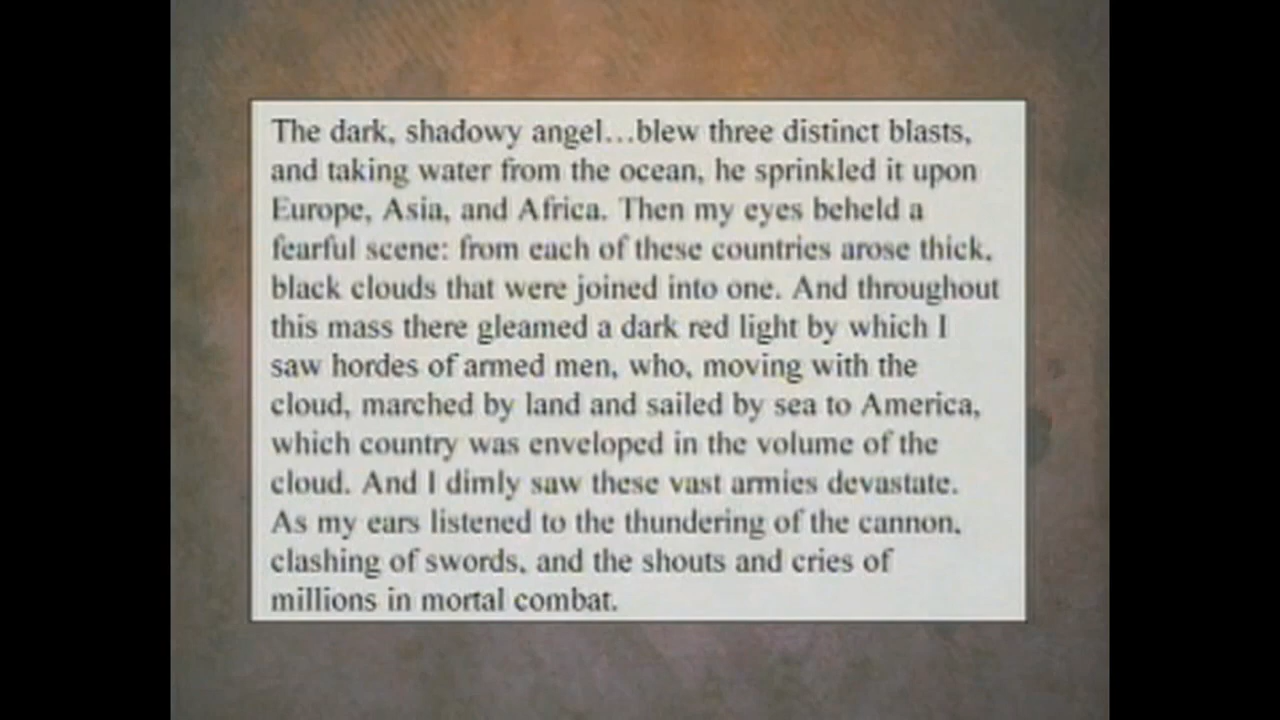 The dark, shadowy angel...blew three distinct blasts,
and taking water from the ocean, he sprinkled it upon
Europe, Asia, and Africa. Then my eyes beheld a
fearful scene: from each of these countries arose thick,
black clouds that were joined into one. And throughout
this mass there gleamed a dark red light by which I
saw hordes of armed men, who, moving with the
cloud, marched by land and sailed by sea to America,
which country was enveloped in the volume of the
cloud. And I dimly saw these vast armies devastate.
As my ears listened to the thundering of the cannon,
clashing of swords, and the shouts and cries of
millions in mortal combat.